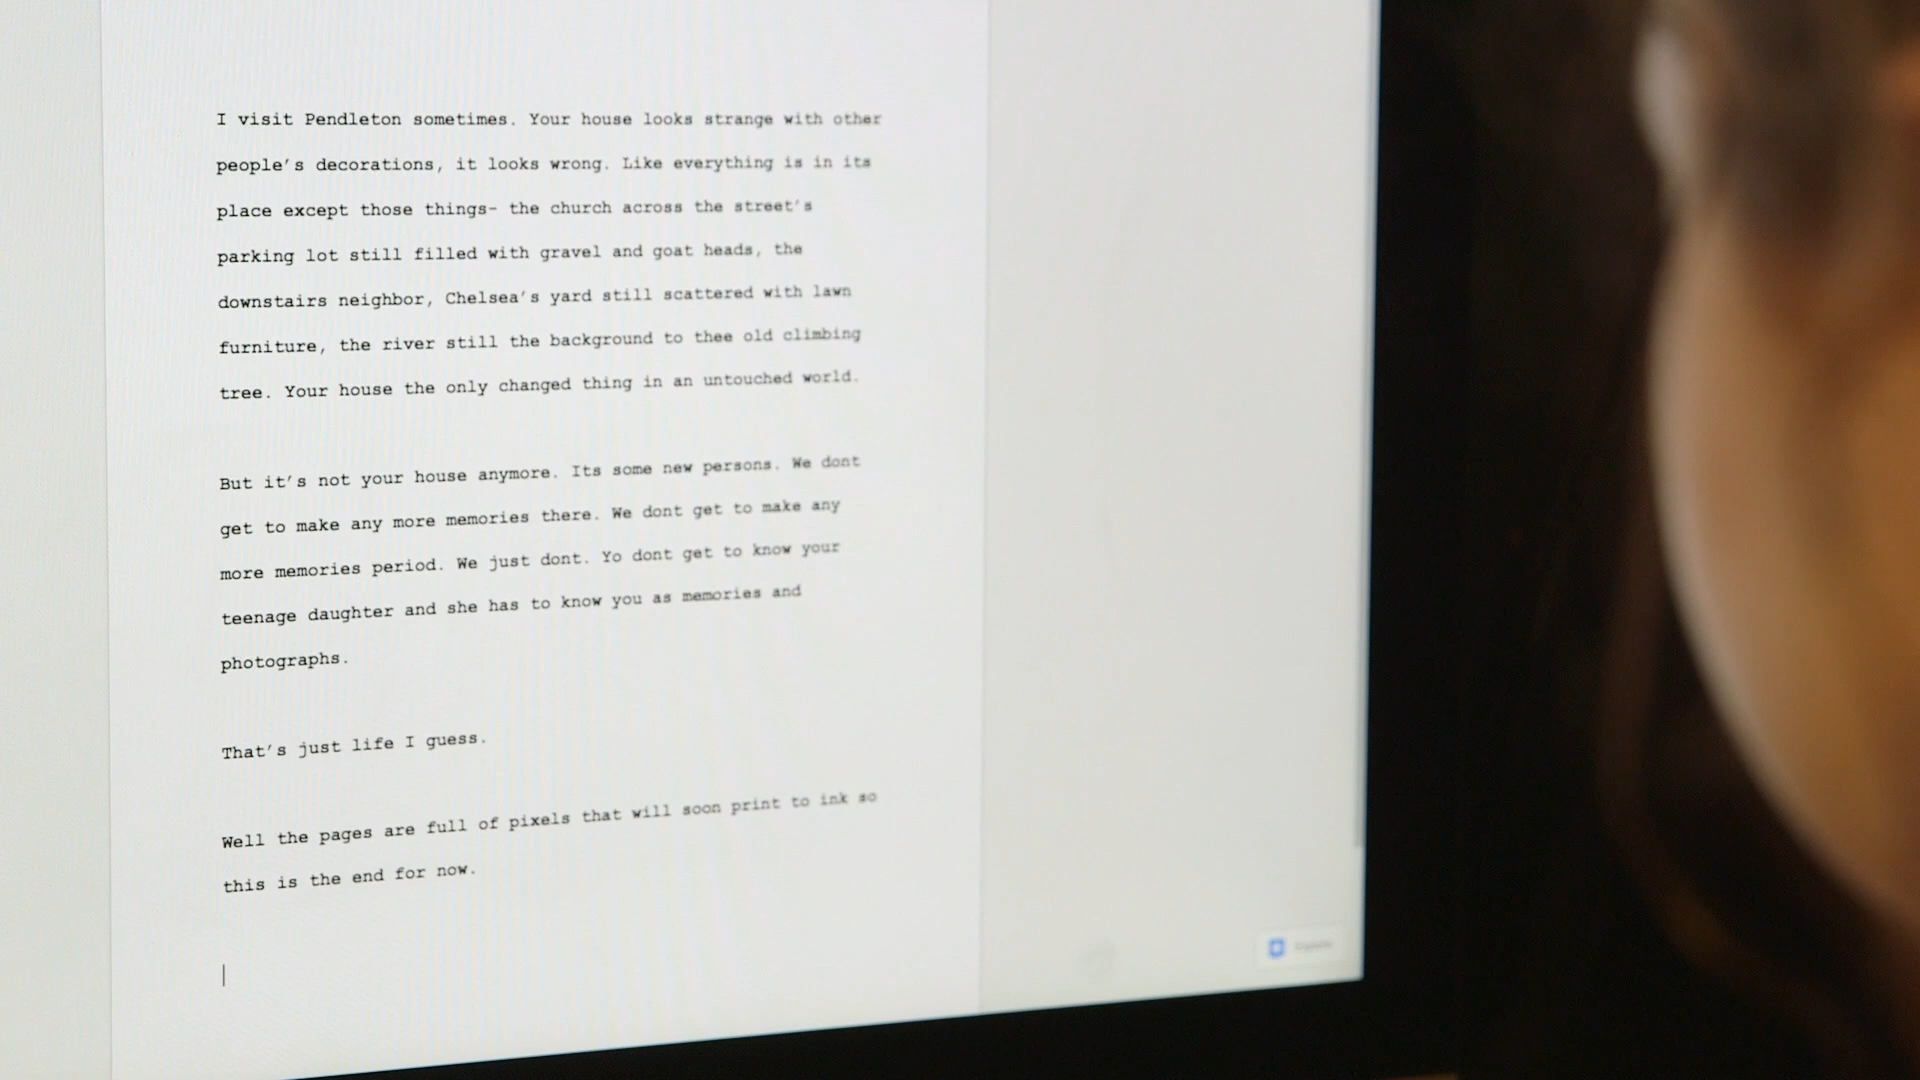 I visit Pendleton sometimes. Your house looks strange with other
people's decorations, it looks wrong. Like everything is in its
place except those things- the church across the street's
parking lot still filled with gravel and goat heads, the
downstairs neighbor, Chelsea's yard still scattered with lawn
furniture, the river still the background to thee old climbing
tree. Your house the only changed thing in an untouched world.
But it's not your house anymore. Its some new persons. We dont
get to make any more memories there. We dont get to make any
more memories period. We just dont. Yo dont get to know your
teenage daughter and she has to know you as memories and
photographs.
That's just life I guess.
Well the pages are full of pixels that will soon print to ink so
this is the end for now.